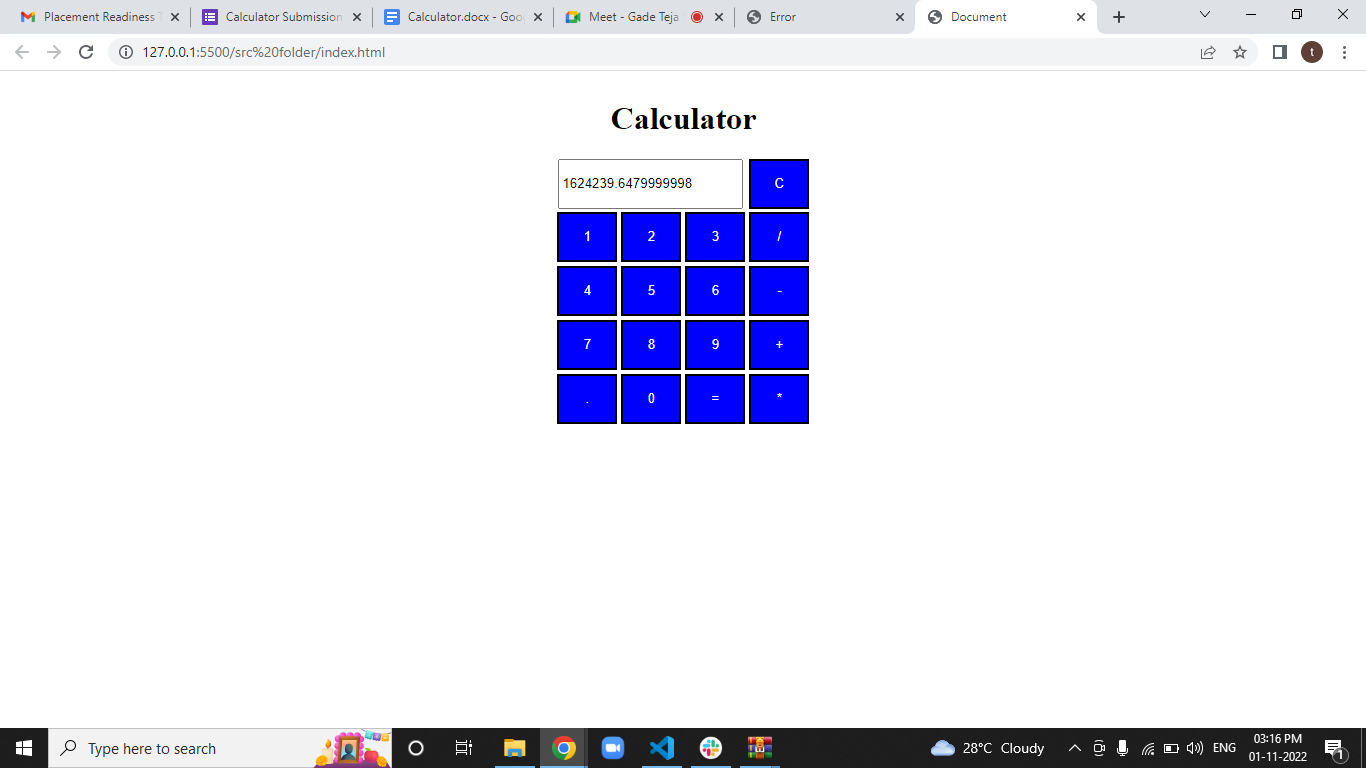 Placement Readiness T
Calculator Submission
Calculator.docx - Goo
Meet - Gade Teja
Error
Document
127.0.0.1:5500/src%20folder/index.html
t
Calculator
1624239.6479999998 C
1 2 3 /
4 5 6 -
7 8 9 +
. 0 = *
Type here to search
28°C Cloudy
ENG
03:16 PM
01-11-2022
1